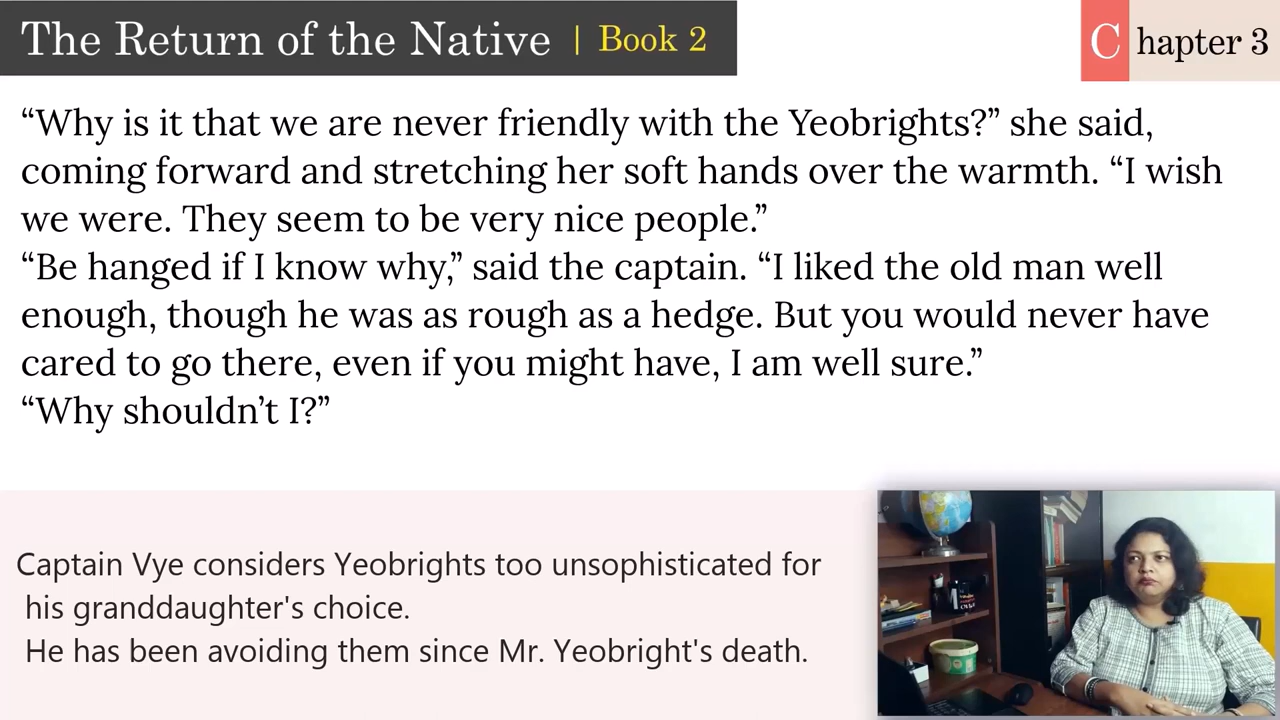 The Return of the Native | Book 2
Chapter 3
“Why is it that we are never friendly with the Yeobrights?” she said,
coming forward and stretching her soft hands over the warmth. “I wish
we were. They seem to be very nice people.”
“Be hanged if I know why,” said the captain. “I liked the old man well
enough, though he was as rough as a hedge. But you would never have
cared to go there, even if you might have, I am well sure.”
“Why shouldn’t I?”
Captain Vye considers Yeobrights too unsophisticated for
his granddaughter's choice.
He has been avoiding them since Mr. Yeobright's death.